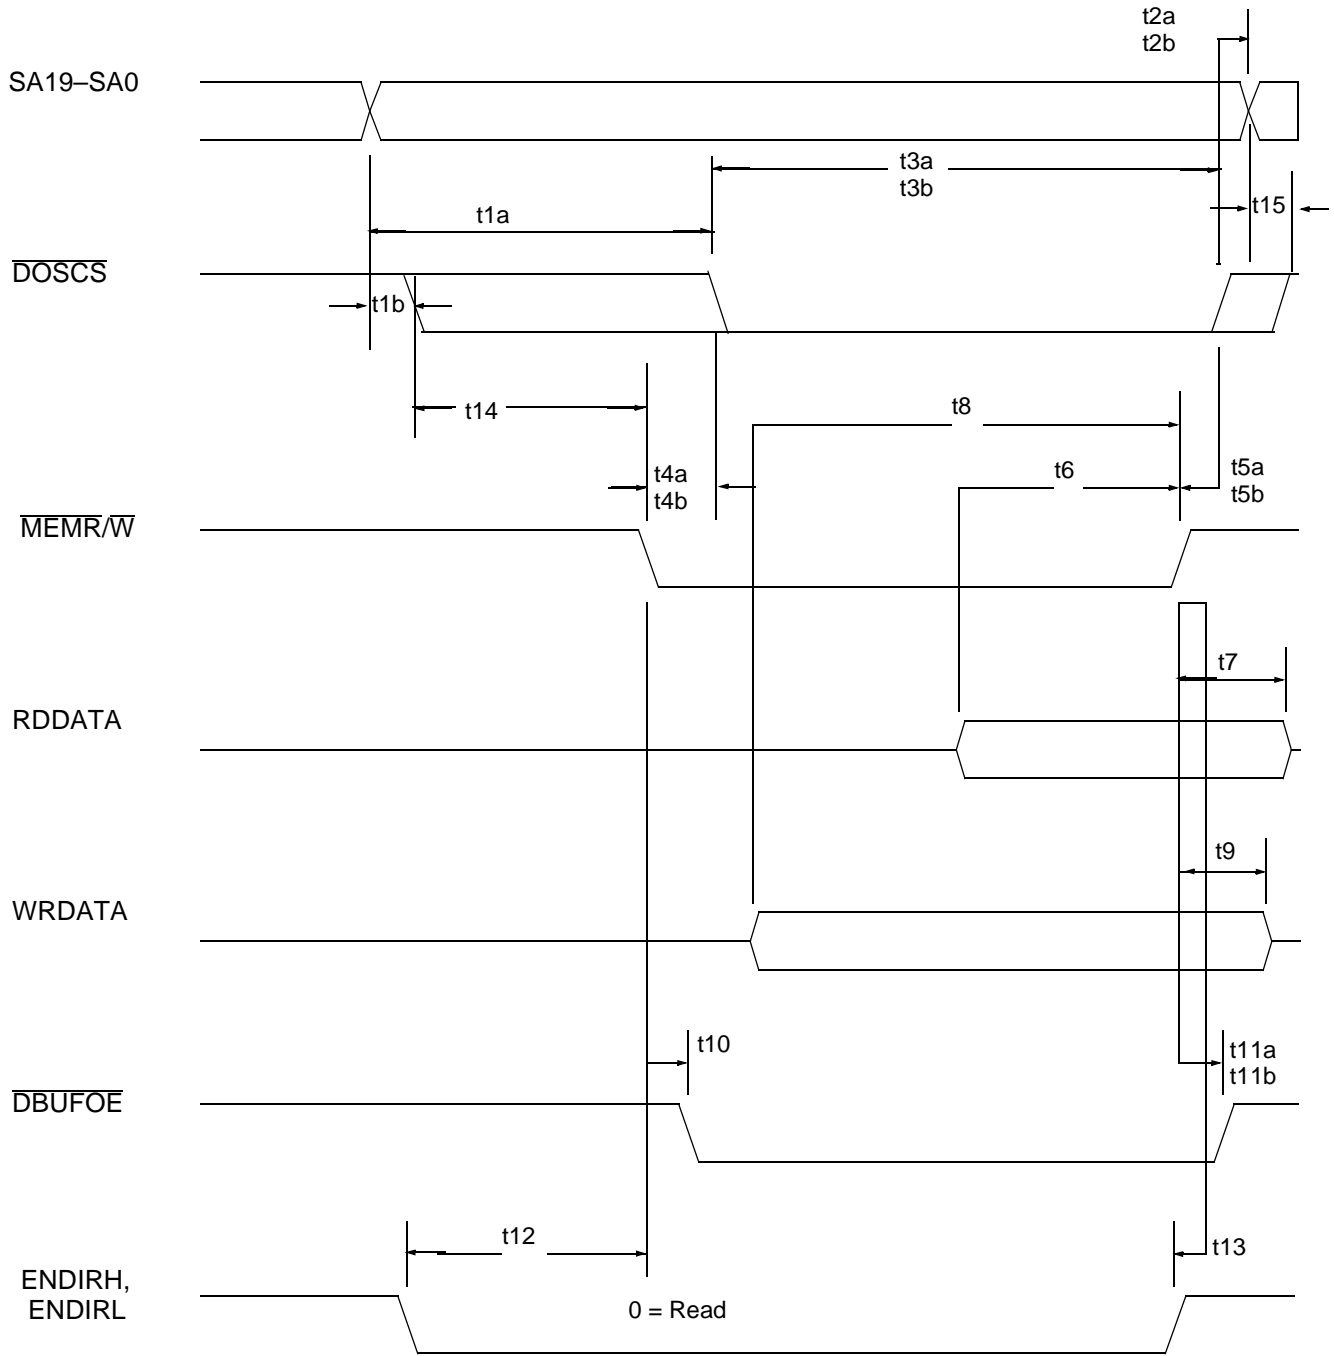 t2a
t2b
SA19–SA0
t3a
t3b
t1a
t15
DOSCS
t1b
t14
t8
t4a
t4b
t6
t5a
t5b
MEMR/W
t7
RDDATA
t9
WRDATA
t10
t11a
t11b
DBUFOE
t12
t13
ENDIRH,
ENDIRL
0 = Read